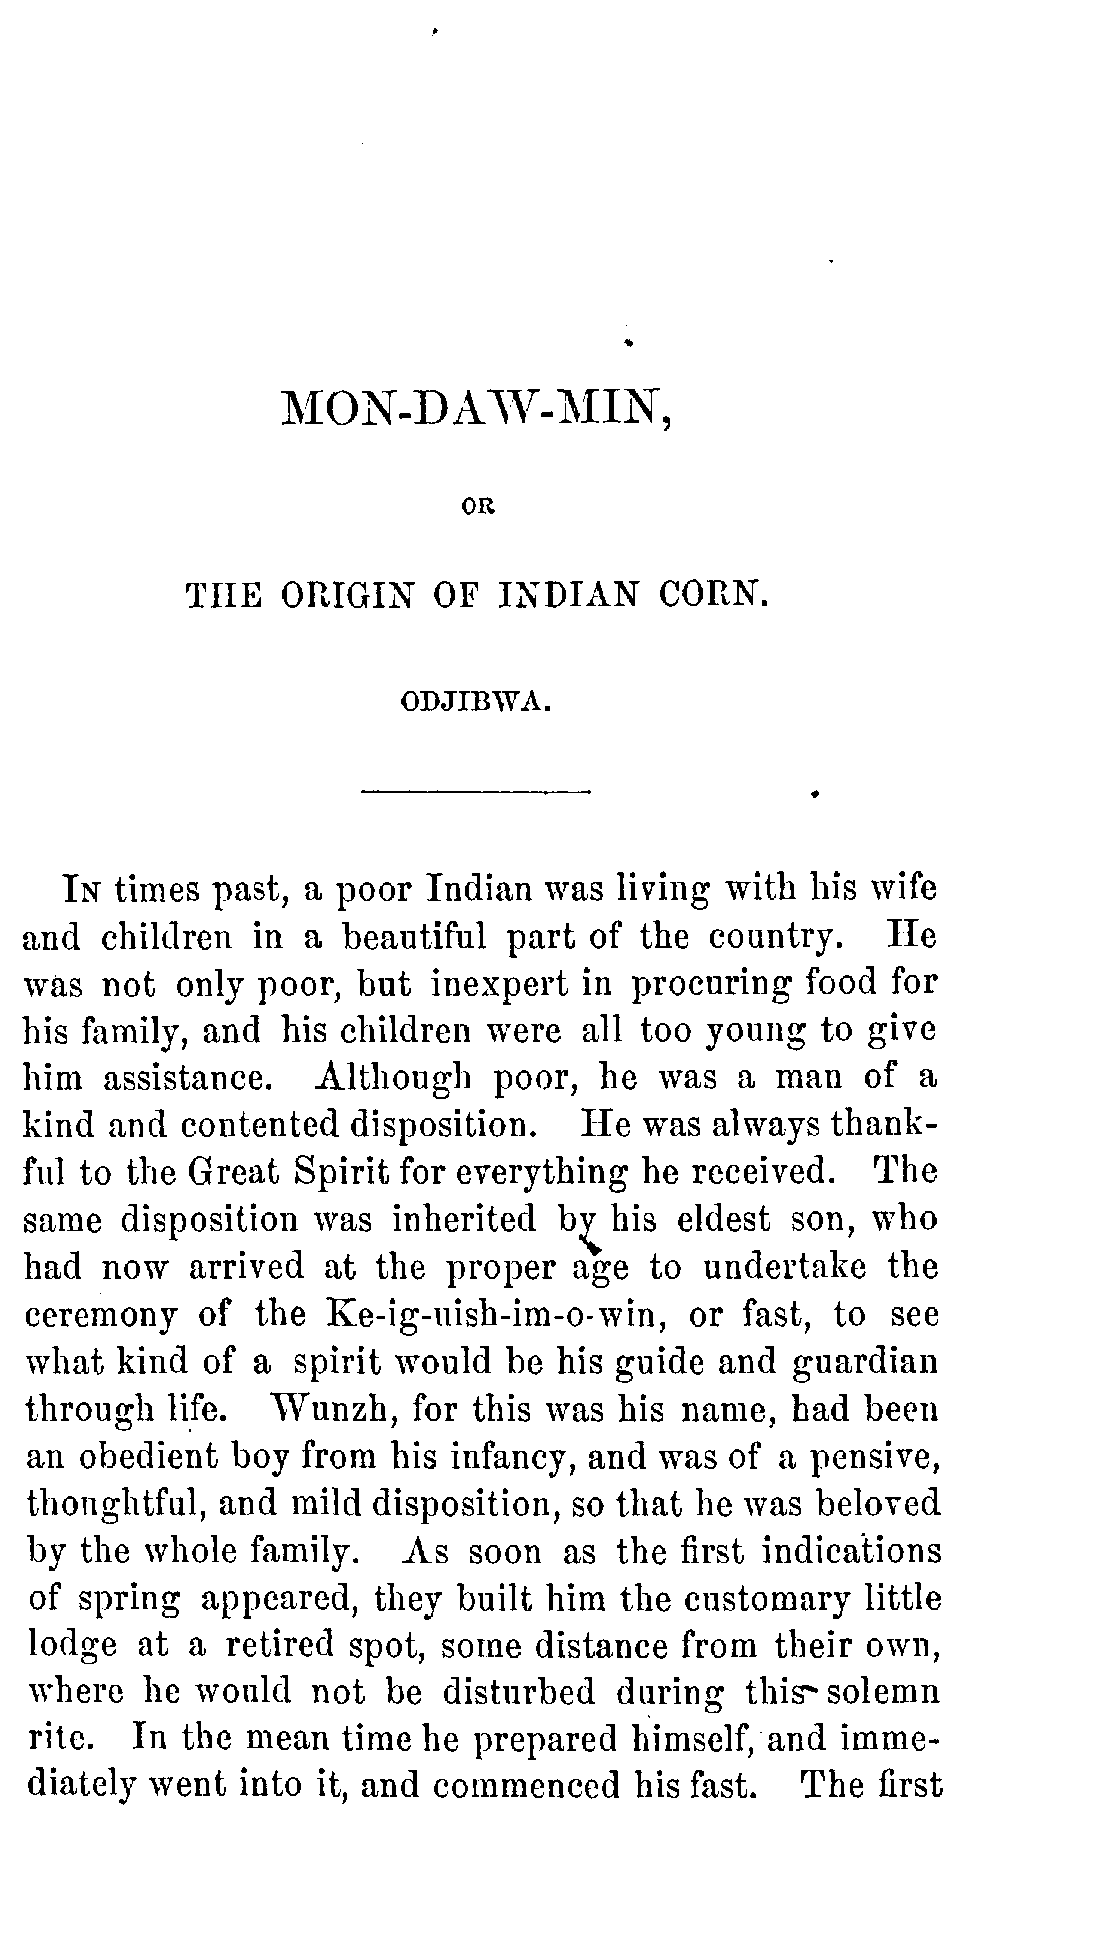 MON-DAW-MIN,
OR
THE ORIGIN OF INDIAN CORN.
ODJIBWA.
IN times past, a poor Indian was living with his wife
and children in a beautiful part of the country. He
was not only poor, but inexpert in procuring food for
his family, and his children were all too young to give
him assistance. Although poor, he was a man of a
kind and contented disposition. He was always thank-
ful to the Great Spirit for everything he received. The
same disposition was inherited by his eldest son, who
had now arrived at the proper age to undertake the
ceremony of the Ke-ig-uish-im-o-win, or fast, to see
what kind of a spirit would be his guide and guardian
through life. Wunzh, for this was his name, had been
an obedient boy from his infancy, and was of a pensive,
thoughtful, and mild disposition, so that he was beloved
by the whole family. As soon as the first indications
of spring appeared, they built him the customary little
lodge at a retired spot, some distance from their own,
where he would not be disturbed during this solemn
rite. In the mean time he prepared himself, and imme-
diately went into it, and commenced his fast. The first